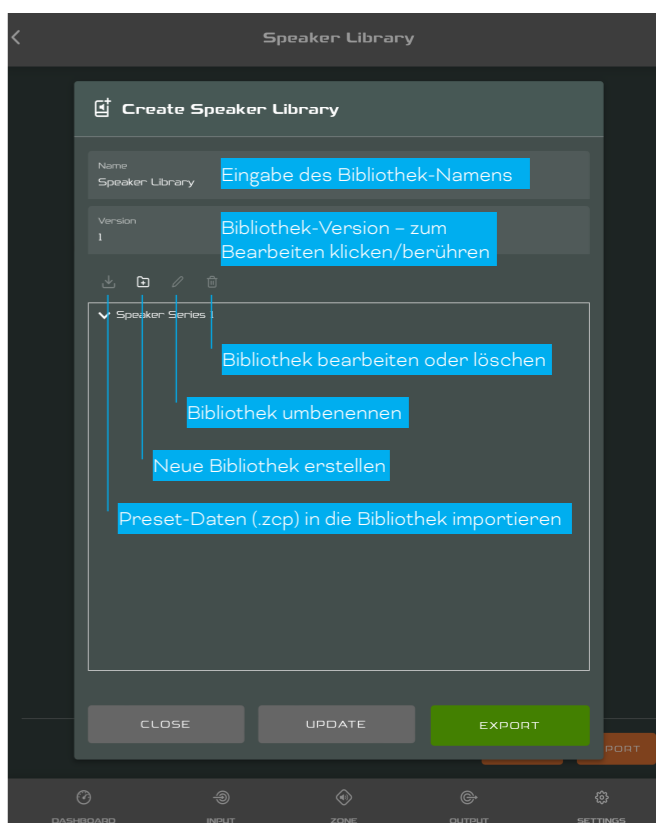 Speaker Library
Create Speaker Library
Name
Speaker Library
Eingabe des Bibliothek-Namens
Version
1
Bibliothek-Version – zum
Bearbeiten klicken/berühren
Speaker Series 1
Bibliothek bearbeiten oder löschen
Bibliothek umbenennen
Neue Bibliothek erstellen
Preset-Daten (.zcp) in die Bibliothek importieren
CLOSE
UPDATE
EXPORT
DASHBOARD
INPUT
ZONE
OUTPUT
SETTINGS